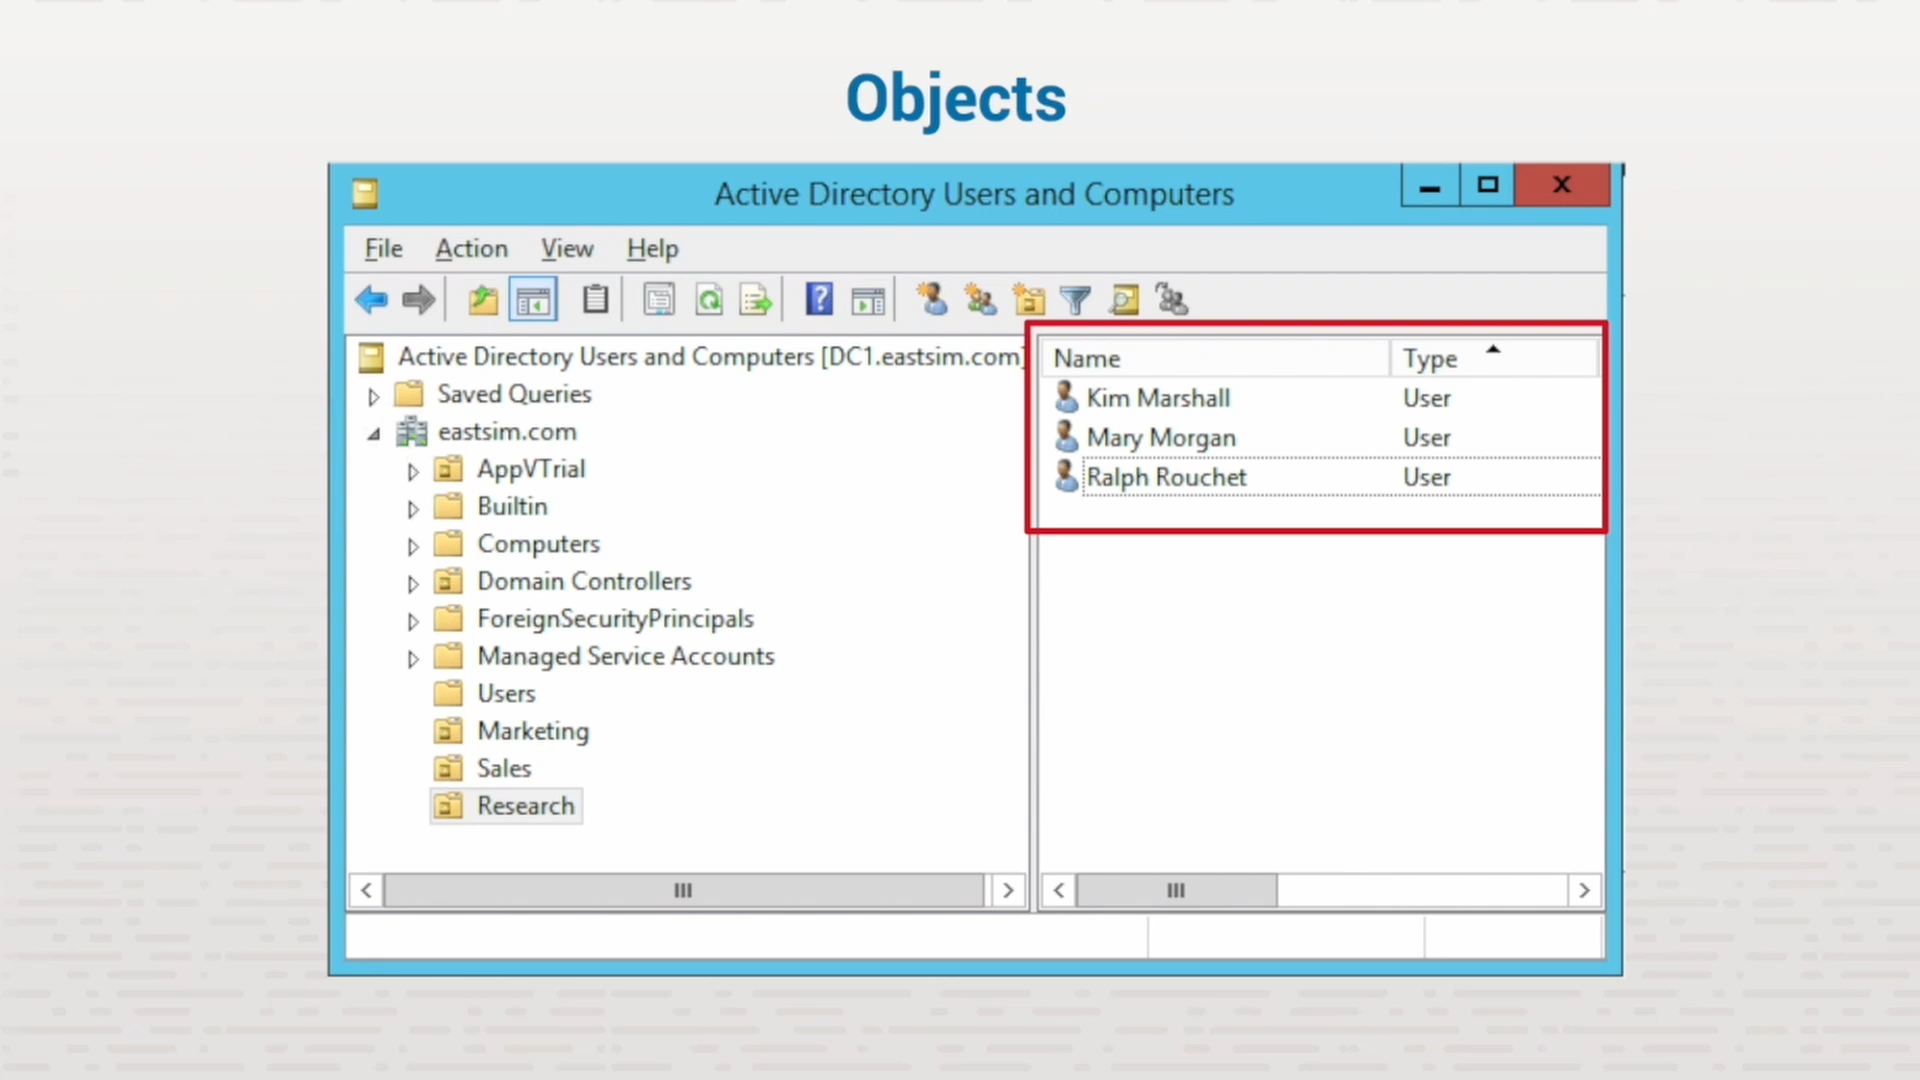 Objects
Active Directory Users and Computers
File Action View Help
Active Directory Users and Computers [DC1.eastsim.com]
Saved Queries
eastsim.com
AppVTrial
Builtin
Computers
Domain Controllers
ForeignSecurityPrincipals
Managed Service Accounts
Users
Marketing
Sales
Research
Name Type
Kim Marshall User
Mary Morgan User
Ralph Rouchet User